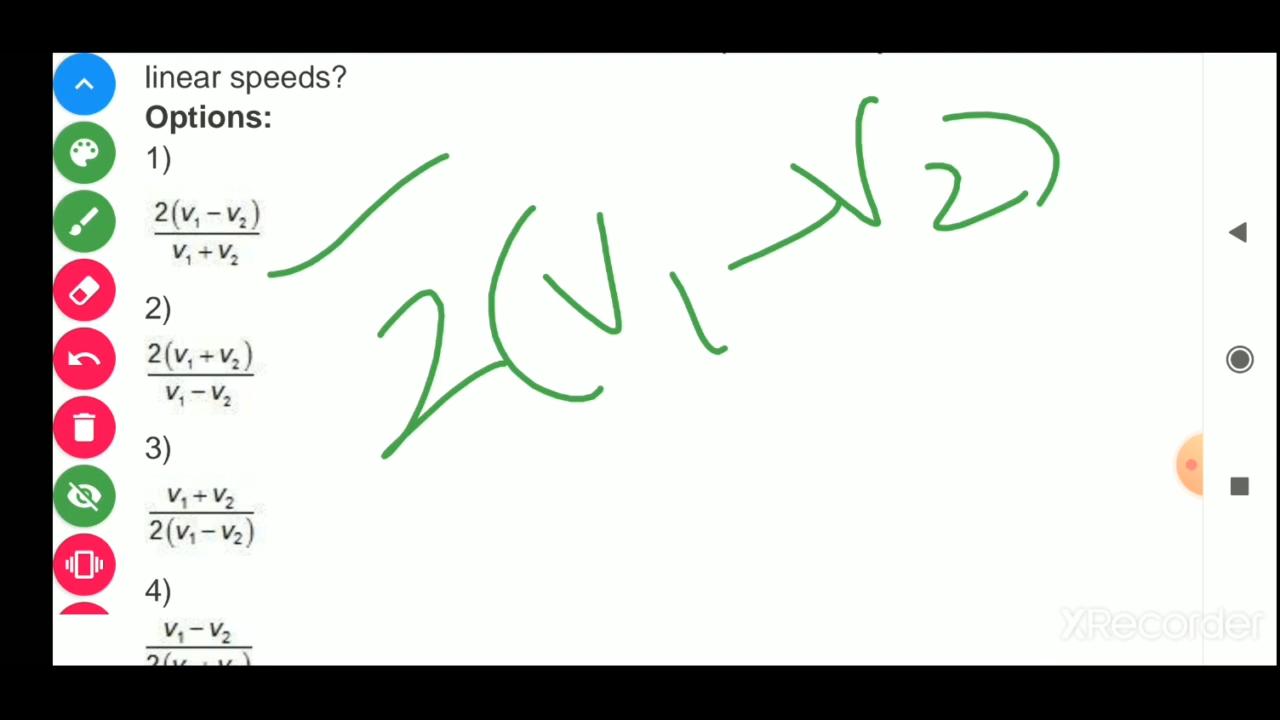 linear speeds?
Options:
1)
2(v₁ − v₂)
v₁ + v₂
2(v₁ − v₂)
2)
2(v₁ + v₂)
v₁ − v₂
3)
v₁ + v₂
2(v₁ − v₂)
4)
v₁ − v₂
XRecorder